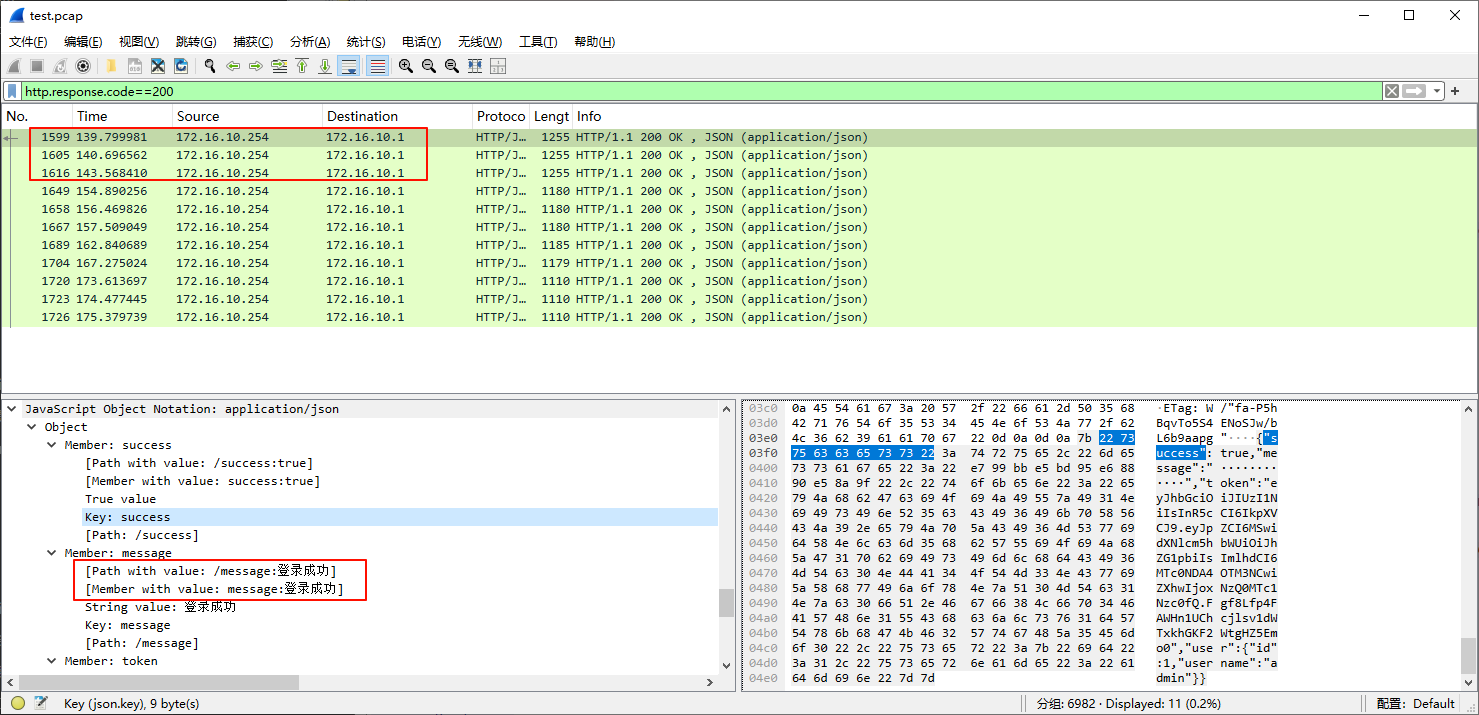 test.pcap
文件(F) 编辑(E) 视图(V) 跳转(G) 捕获(C) 分析(A) 统计(S) 电话(Y) 无线(W) 工具(T) 帮助(H)
http.response.code==200
No. Time Source Destination Protoco Lengt Info
1599 139.799981 172.16.10.254 172.16.10.1 HTTP/J… 1255 HTTP/1.1 200 OK , JSON (application/json)
1605 140.696562 172.16.10.254 172.16.10.1 HTTP/J… 1255 HTTP/1.1 200 OK , JSON (application/json)
1616 143.568410 172.16.10.254 172.16.10.1 HTTP/J… 1255 HTTP/1.1 200 OK , JSON (application/json)
1649 154.890256 172.16.10.254 172.16.10.1 HTTP/J… 1180 HTTP/1.1 200 OK , JSON (application/json)
1658 156.469826 172.16.10.254 172.16.10.1 HTTP/J… 1180 HTTP/1.1 200 OK , JSON (application/json)
1667 157.509049 172.16.10.254 172.16.10.1 HTTP/J… 1180 HTTP/1.1 200 OK , JSON (application/json)
1689 162.840689 172.16.10.254 172.16.10.1 HTTP/J… 1185 HTTP/1.1 200 OK , JSON (application/json)
1704 167.275024 172.16.10.254 172.16.10.1 HTTP/J… 1179 HTTP/1.1 200 OK , JSON (application/json)
1720 173.613697 172.16.10.254 172.16.10.1 HTTP/J… 1110 HTTP/1.1 200 OK , JSON (application/json)
1723 174.477445 172.16.10.254 172.16.10.1 HTTP/J… 1110 HTTP/1.1 200 OK , JSON (application/json)
1726 175.379739 172.16.10.254 172.16.10.1 HTTP/J… 1110 HTTP/1.1 200 OK , JSON (application/json)
JavaScript Object Notation: application/json
Object
Member: success
[Path with value: /success:true]
[Member with value: success:true]
True value
Key: success
[Path: /success]
Member: message
[Path with value: /message:登录成功]
[Member with value: message:登录成功]
String value: 登录成功
Key: message
[Path: /message]
Member: token
03c0 0a 45 54 61 67 3a 20 57 2f 22 66 61 2d 50 35 68 ·ETag: W /"fa-P5h
03d0 42 71 76 54 6f 35 53 34 45 4e 6f 53 4a 77 2f 62 BqvTo5S4 ENoSJw/b
03e0 4c 36 62 39 61 61 70 67 22 0d 0a 0d 0a 7b 22 73 L6b9aapg "····{"s
03f0 75 63 63 65 73 73 22 3a 74 72 75 65 2c 22 6d 65 uccess": true,"me
0400 73 73 61 67 65 22 3a 22 e7 99 bb e5 bd 95 e6 88 ssage":" ········
0410 90 e5 8a 9f 22 2c 22 74 6f 6b 65 6e 22 3a 22 65 ····","t oken":"e
0420 79 4a 68 62 47 63 69 4f 69 4a 49 55 7a 49 31 4e yJhbGciO iJIUzI1N
0430 69 49 73 49 6e 52 35 63 43 49 36 49 6b 70 58 56 iIsInR5c CI6IkpXV
0440 43 4a 39 2e 65 79 4a 70 5a 43 49 36 4d 53 77 69 CJ9.eyJp ZCI6MSwi
0450 64 58 4e 6c 63 6d 35 68 62 57 55 69 4f 69 4a 68 dXNlcm5h bWUiOiJh
0460 5a 47 31 70 62 69 49 73 49 6d 6c 68 64 43 49 36 ZG1pbiIs ImlhdCI6
0470 4d 54 63 30 4e 44 41 34 4f 54 4d 33 4e 43 77 69 MTc0NDA4 OTM3NCwi
0480 5a 58 68 77 49 6a 6f 78 4e 7a 51 30 4d 54 63 31 ZXhwIjox NzQ0MTc1
0490 4e 7a 63 30 66 51 2e 46 67 66 38 4c 66 70 34 46 Nzc0fQ.F gf8Lfp4F
04a0 41 57 48 6e 31 55 43 68 63 6a 6c 73 76 31 64 57 AWHn1UCh cjlsv1dW
04b0 54 78 6b 68 47 4b 46 32 57 74 67 48 5a 35 45 6d TxkhGKF2 WtgHZ5Em
04c0 6f 30 22 2c 22 75 73 65 72 22 3a 7b 22 69 64 22 o0","use r":{"id"
04d0 3a 31 2c 22 75 73 65 72 6e 61 6d 65 22 3a 22 61 :1,"user name":"a
04e0 64 6d 69 6e 22 7d 7d dmin"}}
Key (json.key), 9 byte(s) 分组: 6982 · Displayed: 11 (0.2%) 配置: Default